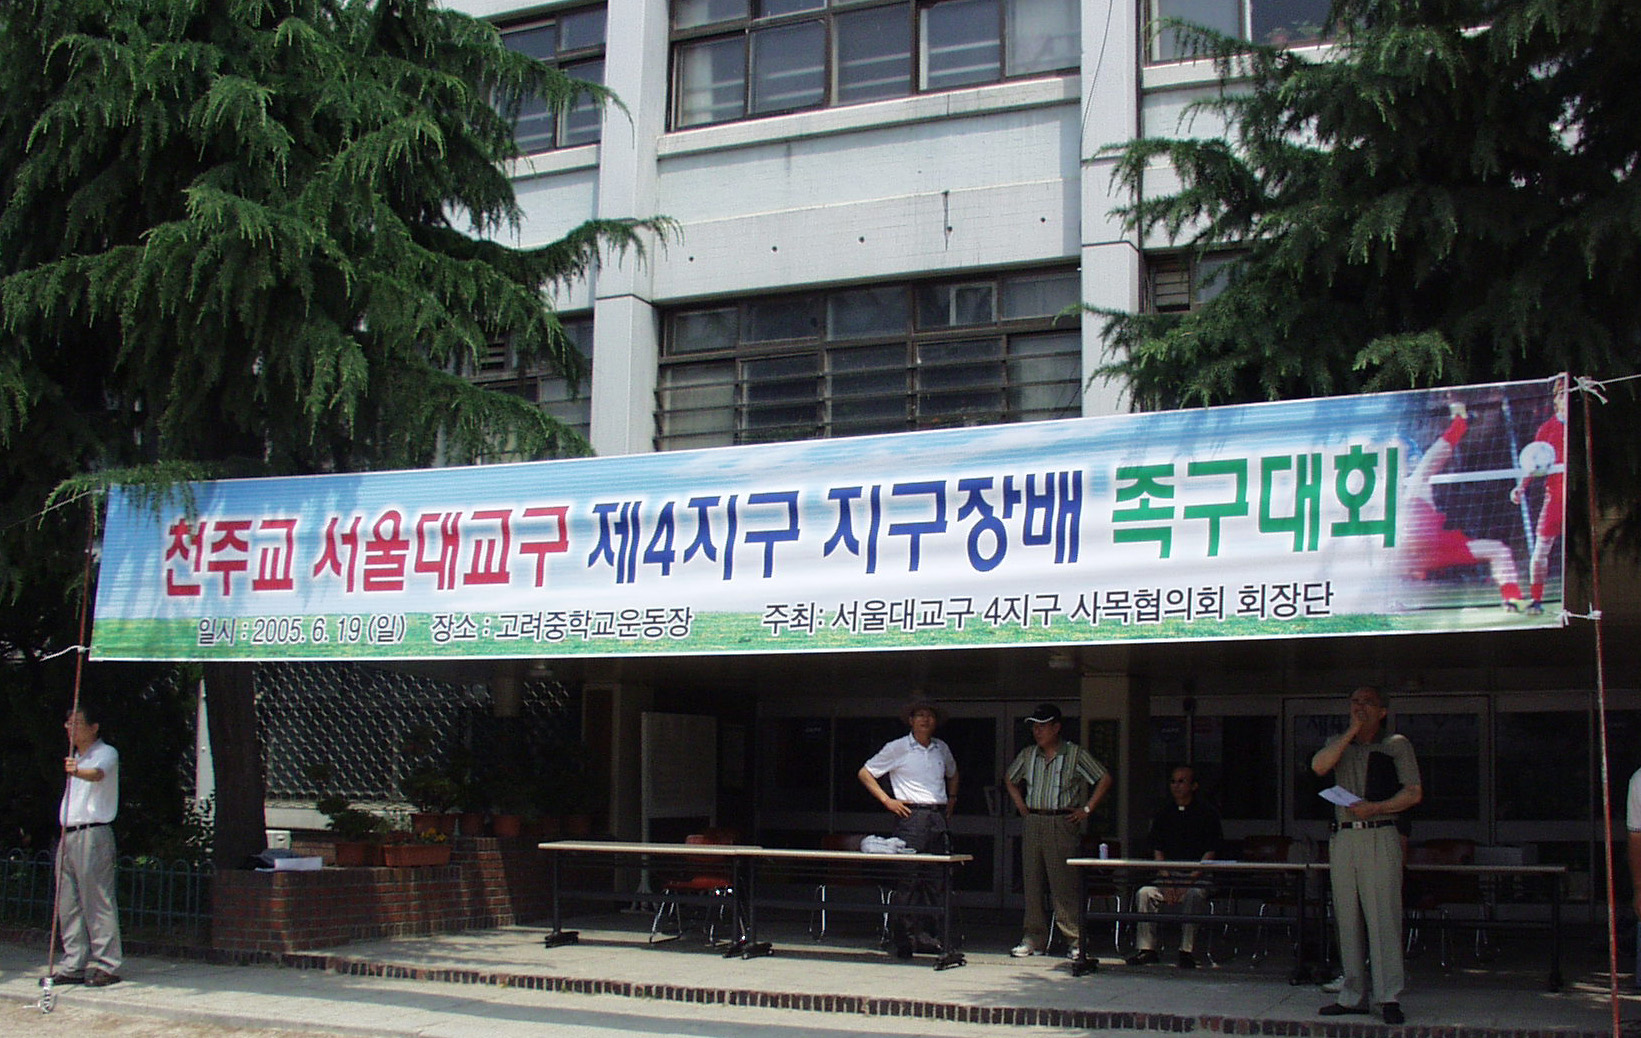 천주교 서울대교구 제4지구 지구장배 족구대회
일시 : 2005. 6. 19 (일) 장소 : 고려중학교운동장 주최: 서울대교구 4지구 사목협의회 회장단